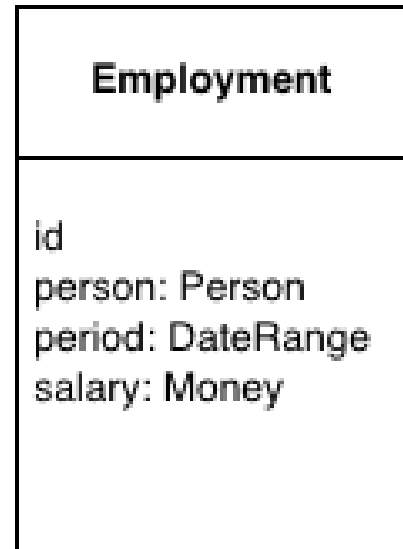 Employment
id
person: Person
period: DateRange
salary: Money